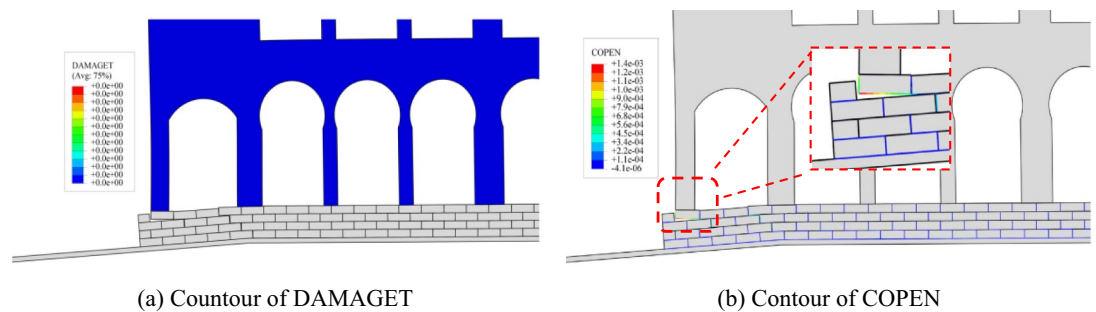 DAMAGET
(Avg: 75%)
+0.0e+00
+0.0e+00
+0.0e+00
+0.0e+00
+0.0e+00
+0.0e+00
+0.0e+00
+0.0e+00
+0.0e+00
+0.0e+00
+0.0e+00
+0.0e+00
+0.0e+00
COPEN
+1.4e-03
+1.2e-03
+1.1e-03
+1.0e-03
+9.0e-04
+7.9e-04
+6.8e-04
+5.6e-04
+4.5e-04
+3.4e-04
+2.2e-04
+1.1e-04
-4.1e-06
(a) Countour of DAMAGET
(b) Contour of COPEN